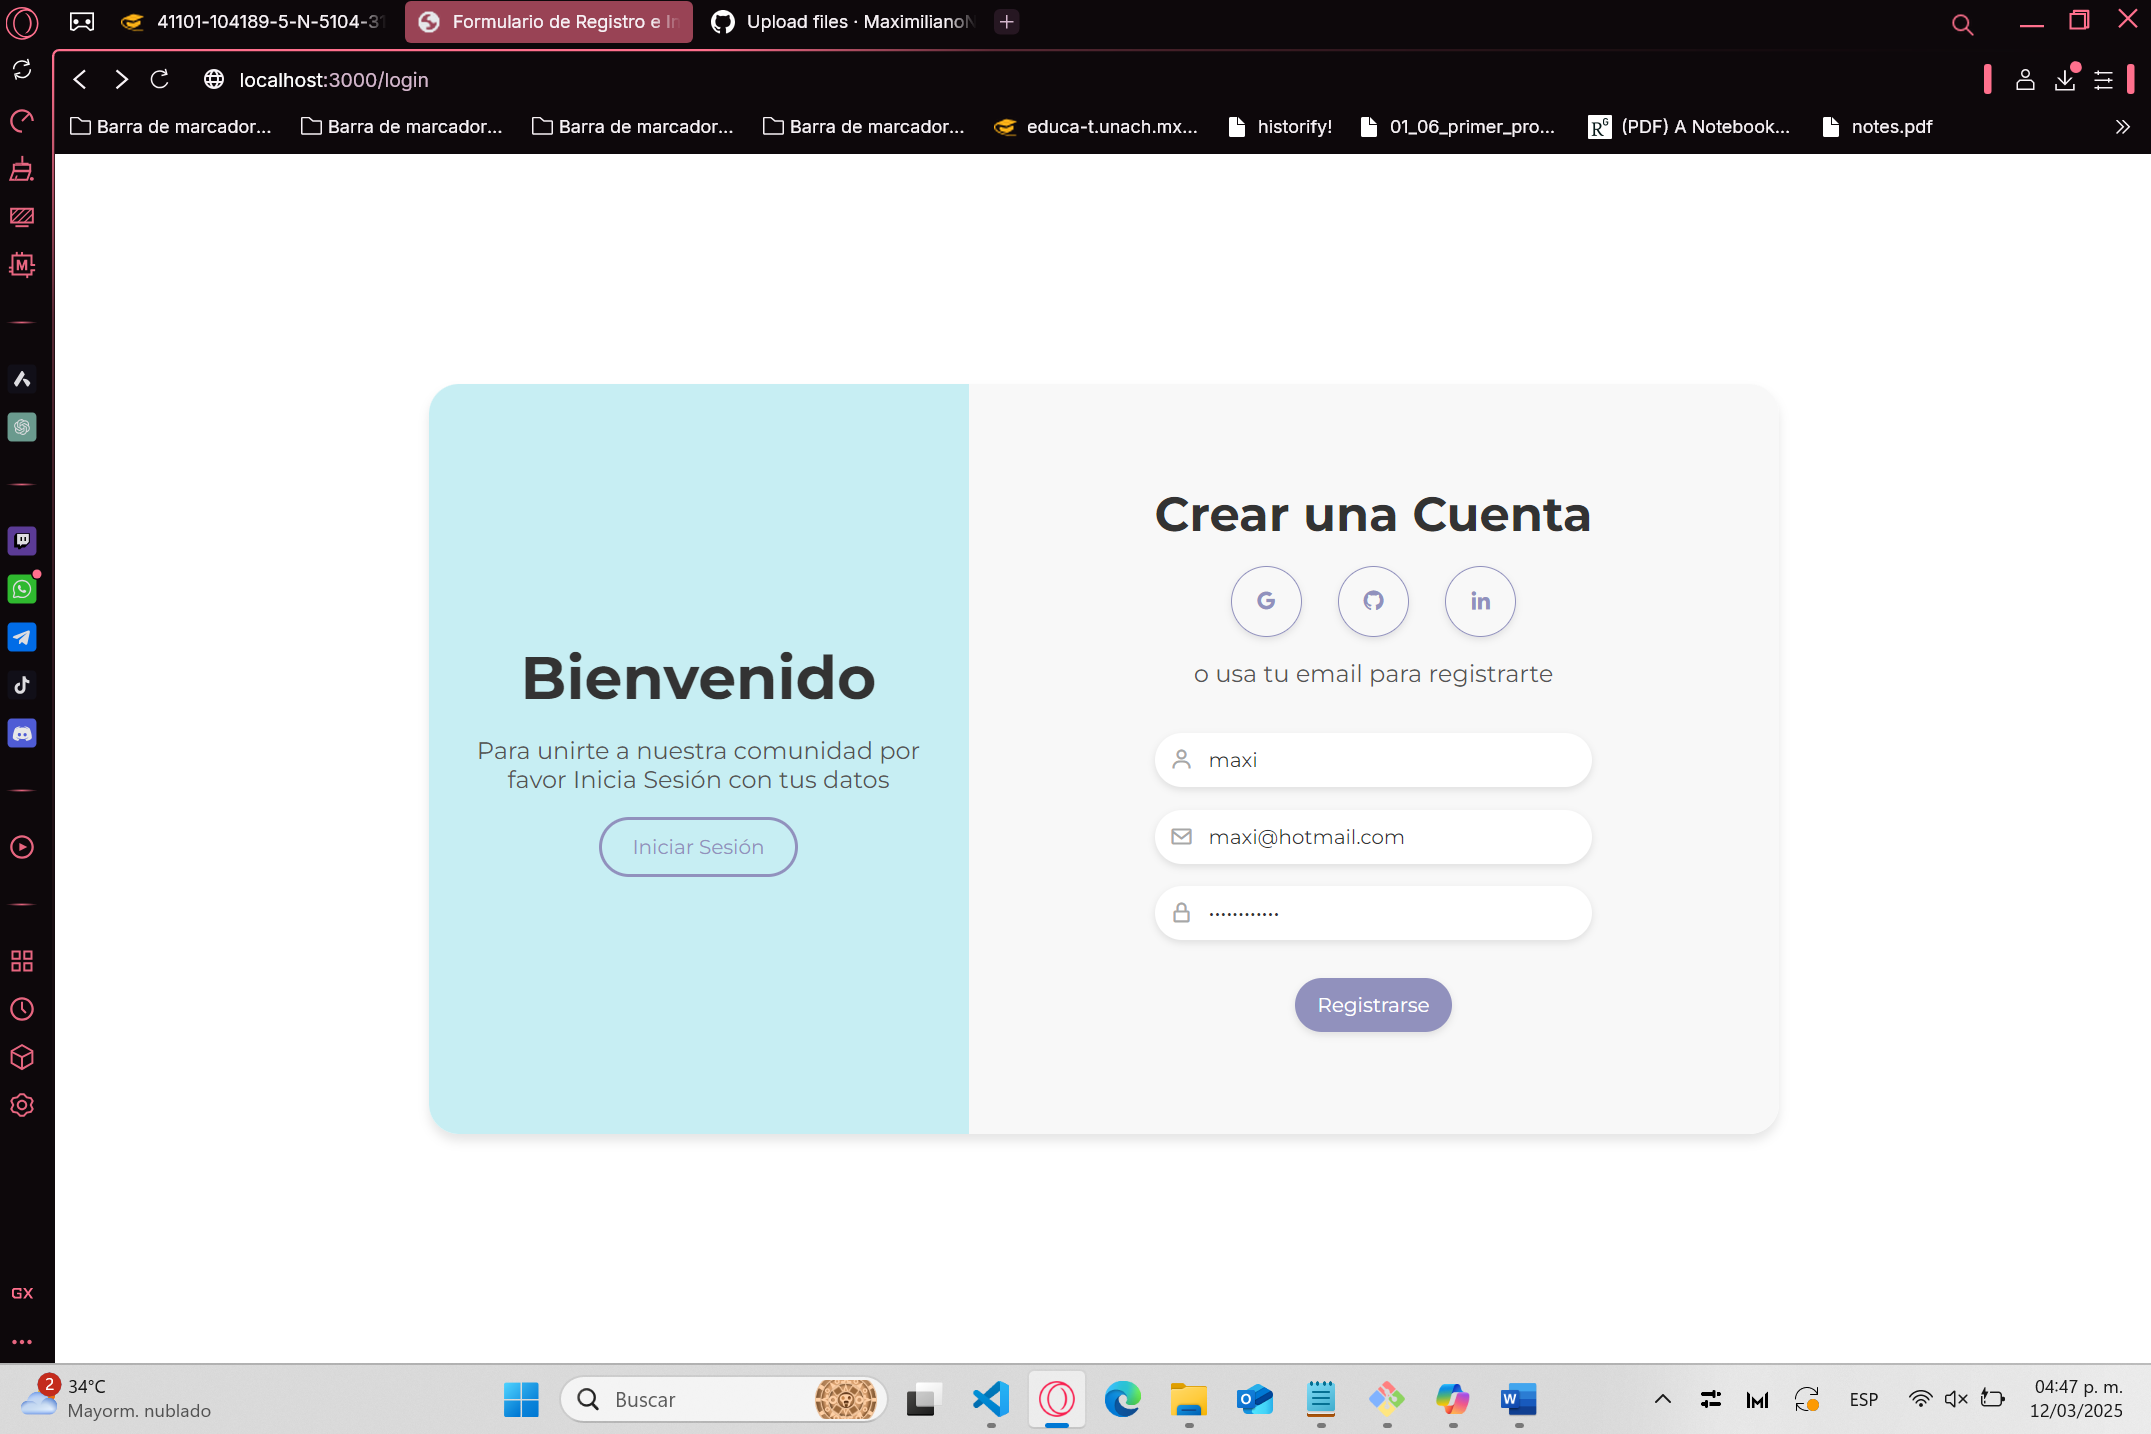 41101-104189-5-N-5104-31
Formulario de Registro e In
Upload files · MaximilianoN
localhost:3000/login
Barra de marcador...
Barra de marcador...
Barra de marcador...
Barra de marcador...
educa-t.unach.mx...
historify!
01_06_primer_pro...
(PDF) A Notebook...
notes.pdf
Bienvenido
Para unirte a nuestra comunidad por
favor Inicia Sesión con tus datos
Iniciar Sesión
Crear una Cuenta
o usa tu email para registrarte
maxi
maxi@hotmail.com
Registrarse
GX
2
34°C
Mayorm. nublado
Buscar
ESP
04:47 p. m.
12/03/2025